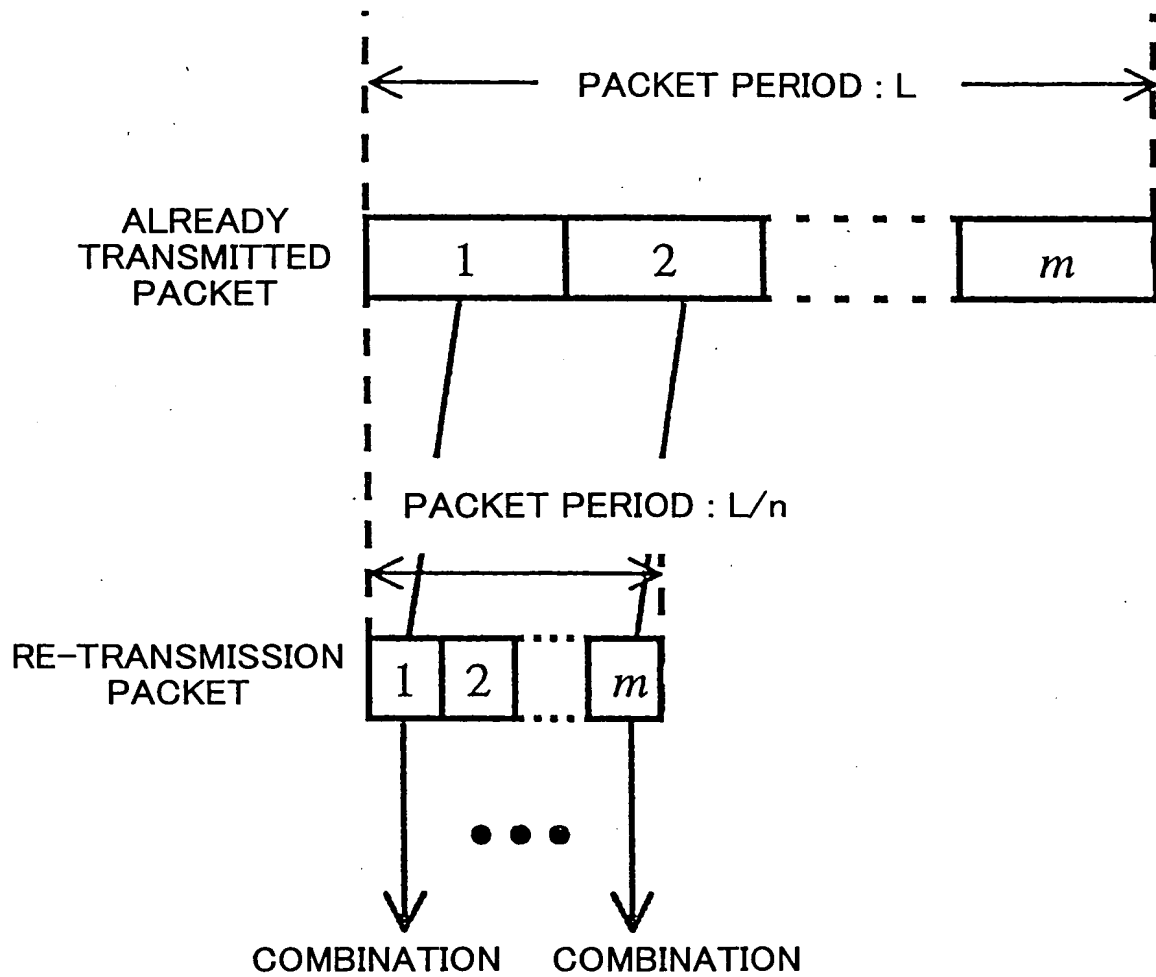 PACKET PERIOD : L
ALREADY
TRANSMITTED
PACKET
1 2 m
PACKET PERIOD : L/n
RE-TRANSMISSION
PACKET
1 2 m
COMBINATION COMBINATION